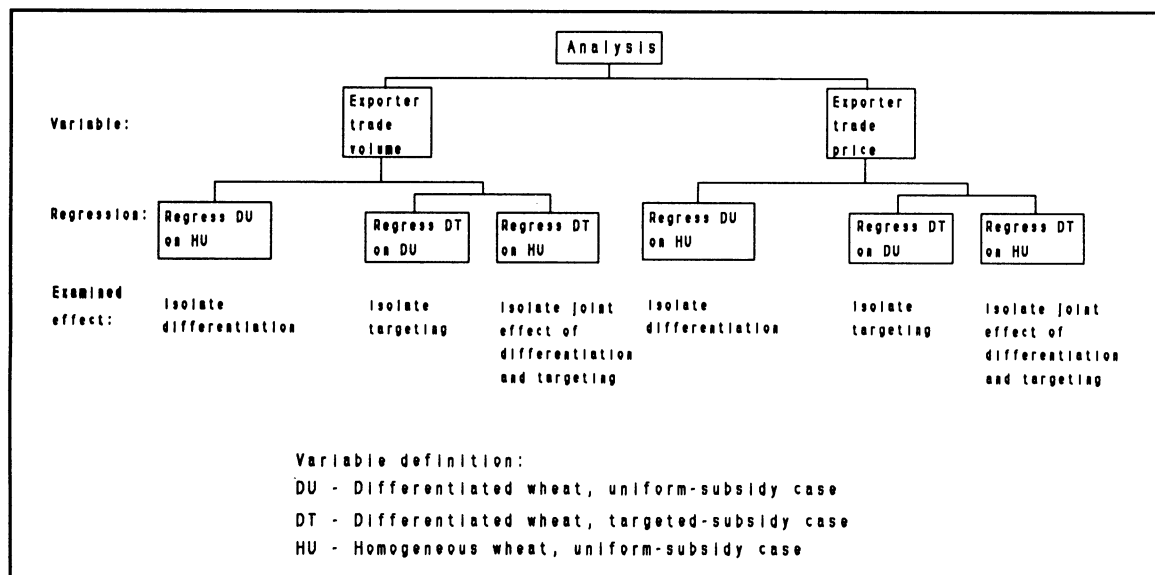 Analysis
Variable:
Exporter
trade
volume
Exporter
trade
price
Regression:
Regress DU
on HU
Regress DT
on DU
Regress DT
on HU
Regress DU
on HU
Regress DT
on DU
Regress DT
on HU
Examined
effect:
Isolate
differentiation
Isolate
targeting
Isolate joint
effect of
differentiation
and targeting
Isolate
differentiation
Isolate
targeting
Isolate joint
effect of
differentiation
and targeting
Variable definition:
DU - Differentiated wheat, uniform-subsidy case
DT - Differentiated wheat, targeted-subsidy case
HU - Homogeneous wheat, uniform-subsidy case